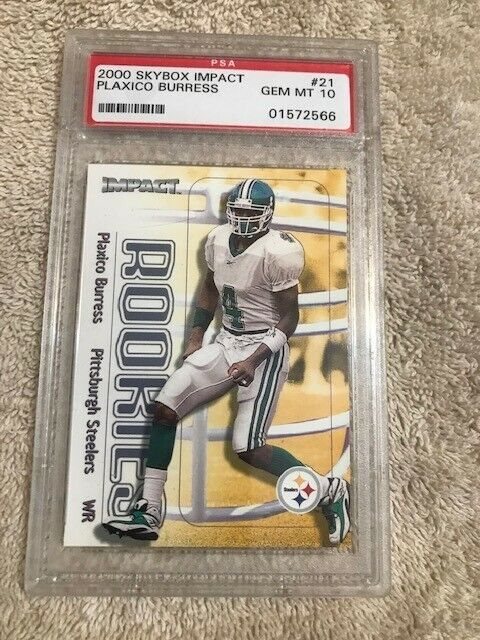 PSA
2000 SKYBOX IMPACT #21
PLAXICO BURRESS GEM MT 10
01572566
IMPACT
ROOKIES
Plaxico Burress Pittsburgh Steelers WR
4
4
Steelers